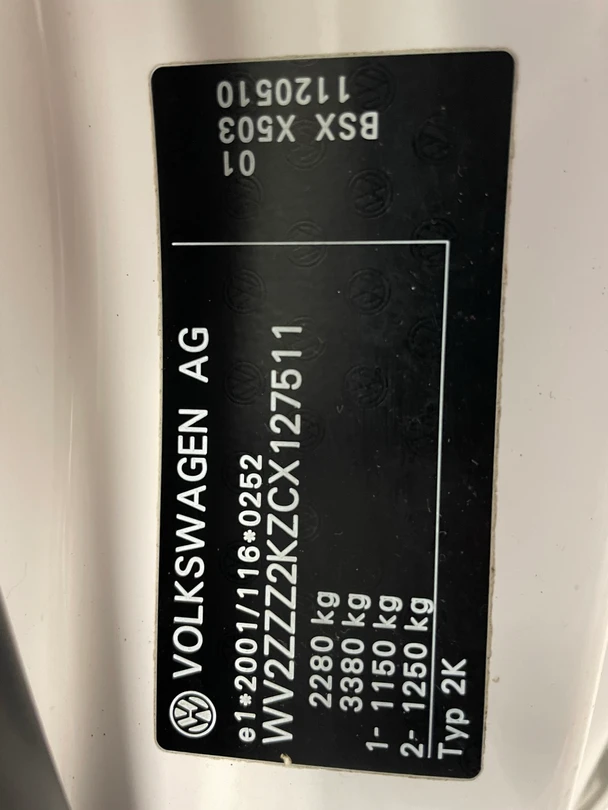 VOLKSWAGEN AG
e1*2001/116*0252
WV2ZZZ2KZCX127511
2280 kg
3380 kg
1- 1150 kg
2- 1250 kg
Typ 2K
01
BSX X503
1120510